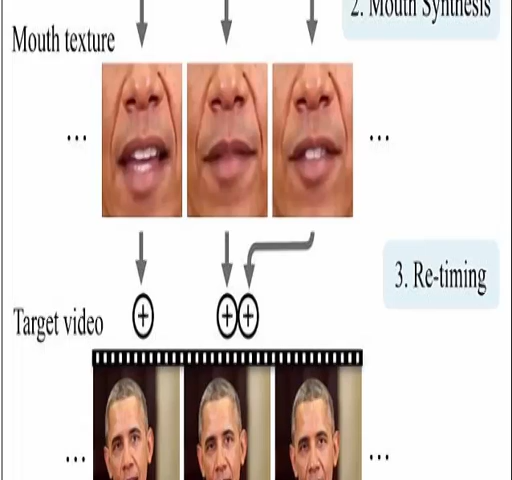 2. Mouth Synthesis
Mouth texture
...
...
3. Re-timing
Target video
...
...